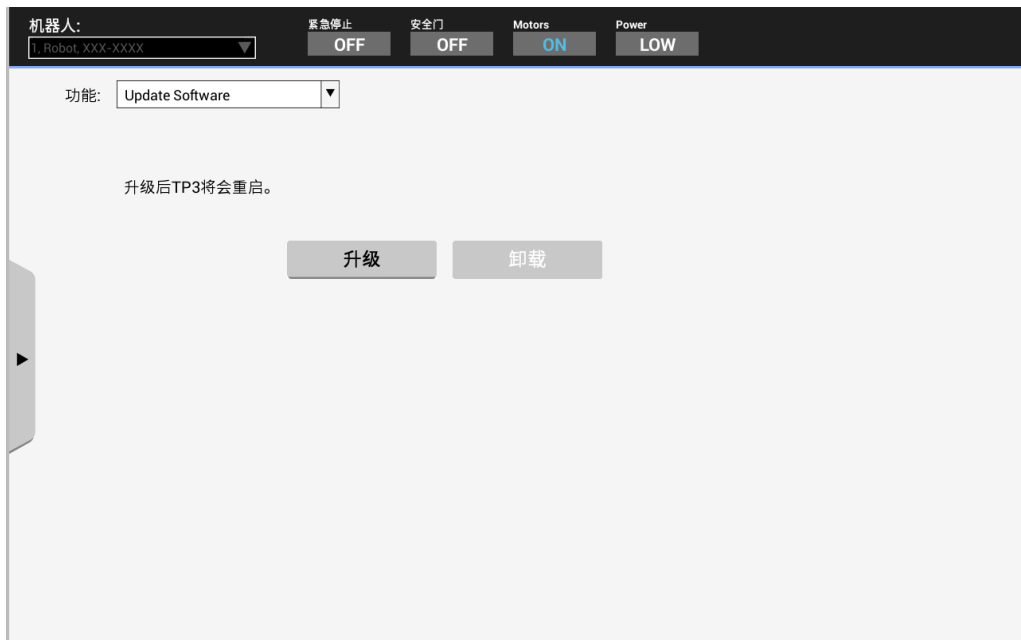 机器人: 紧急停止 安全门 Motors Power
1, Robot, XXX-XXXX OFF OFF ON LOW
功能: Update Software
升级后TP3将会重启。
升级 卸载